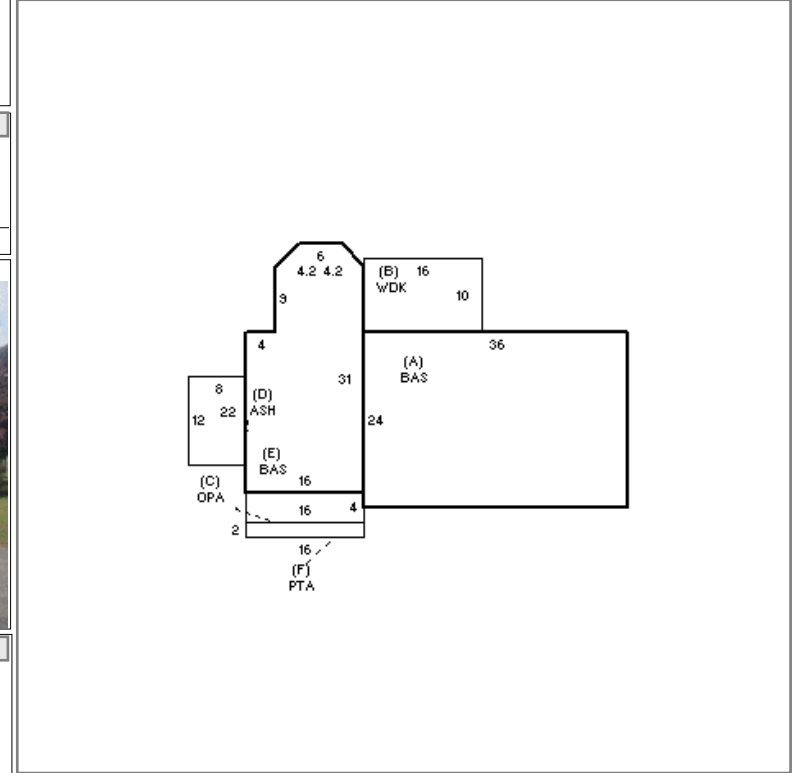 6
4.2 4.2
(B) 16
WDK
10
9
4
36
(A)
BAS
31
8
(D)
22
ASH
12
24
(E)
BAS
16
(C)
OPA
16
4
2
16
(F)
PTA